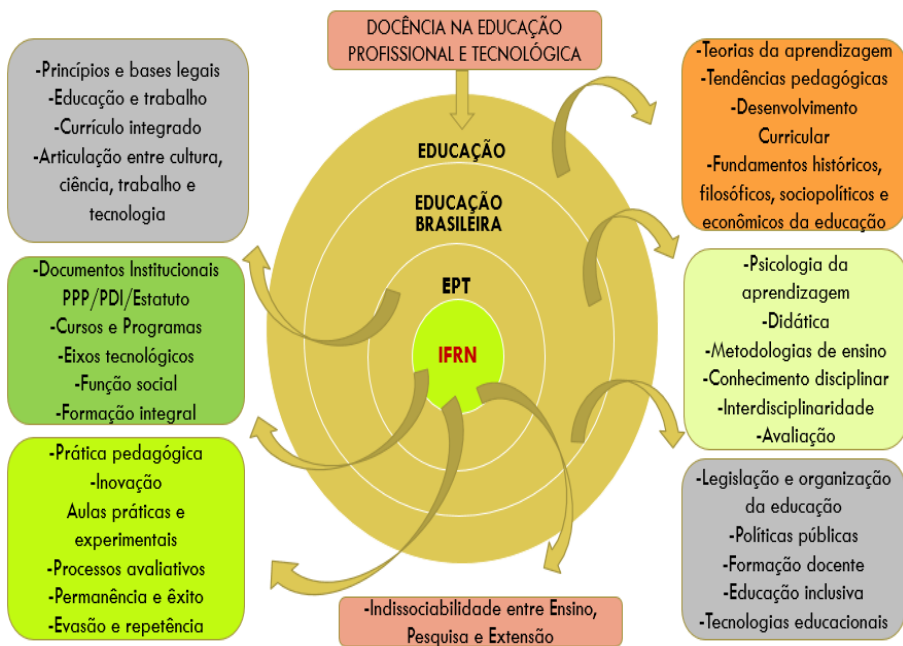 DOCÊNCIA NA EDUCAÇÃO
PROFISSIONAL E TECNOLÓGICA
-Princípios e bases legais
-Educação e trabalho
-Currículo integrado
-Articulação entre cultura,
ciência, trabalho e
tecnologia
-Documentos Institucionais
PPP/PDI/Estatuto
-Cursos e Programas
-Eixos tecnológicos
-Função social
-Formação integral
-Prática pedagógica
-Inovação
Aulas práticas e
experimentais
-Processos avaliativos
-Permanência e êxito
-Evasão e repetência
EDUCAÇÃO
EDUCAÇÃO
BRASILEIRA
EPT
IFRN
-Indissociabilidade entre Ensino,
Pesquisa e Extensão
-Teorias da aprendizagem
-Tendências pedagógicas
-Desenvolvimento
Curricular
-Fundamentos históricos,
filosóficos, sociopolíticos e
econômicos da educação
-Psicologia da
aprendizagem
-Didática
-Metodologias de ensino
-Conhecimento disciplinar
-Interdisciplinaridade
-Avaliação
-Legislação e organização
da educação
-Políticas públicas
-Formação docente
-Educação inclusiva
-Tecnologias educacionais